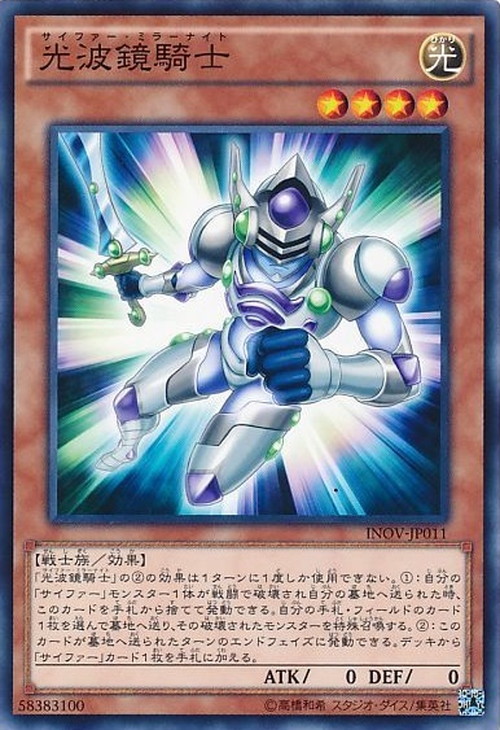 サイファー・ミラーナイト
光波鏡騎士
ひかり
光
INOV-JP011
【戦士族／効果】
「光波鏡騎士」の②の効果は１ターンに１度しか使用できない。①：自分の
「サイファー」モンスター１体が戦闘で破壊され自分の墓地へ送られた時、
このカードを手札から捨てて発動できる。自分の手札・フィールドのカード
１枚を選んで墓地へ送り、その破壊されたモンスターを特殊召喚する。②：この
カードが墓地へ送られたターンのエンドフェイズに発動できる。デッキから
「サイファー」カード１枚を手札に加える。
ATK/ 0 DEF/ 0
58383100 ©高橋和希 スタジオ・ダイス/集英社